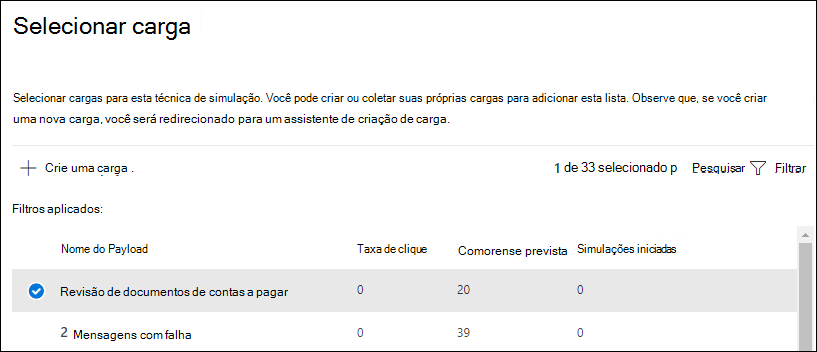 Selecionar carga
Selecionar cargas para esta técnica de simulação. Você pode criar ou coletar suas próprias cargas para adicionar esta lista. Observe que, se você criar
uma nova carga, você será redirecionado para um assistente de criação de carga.
Crie uma carga .
1 de 33 selecionado p Pesquisar Filtrar
Filtros aplicados:
Nome do Payload Taxa de clique Comorense prevista Simulações iniciadas
Revisão de documentos de contas a pagar 0 20 0
2 Mensagens com falha 0 39 0